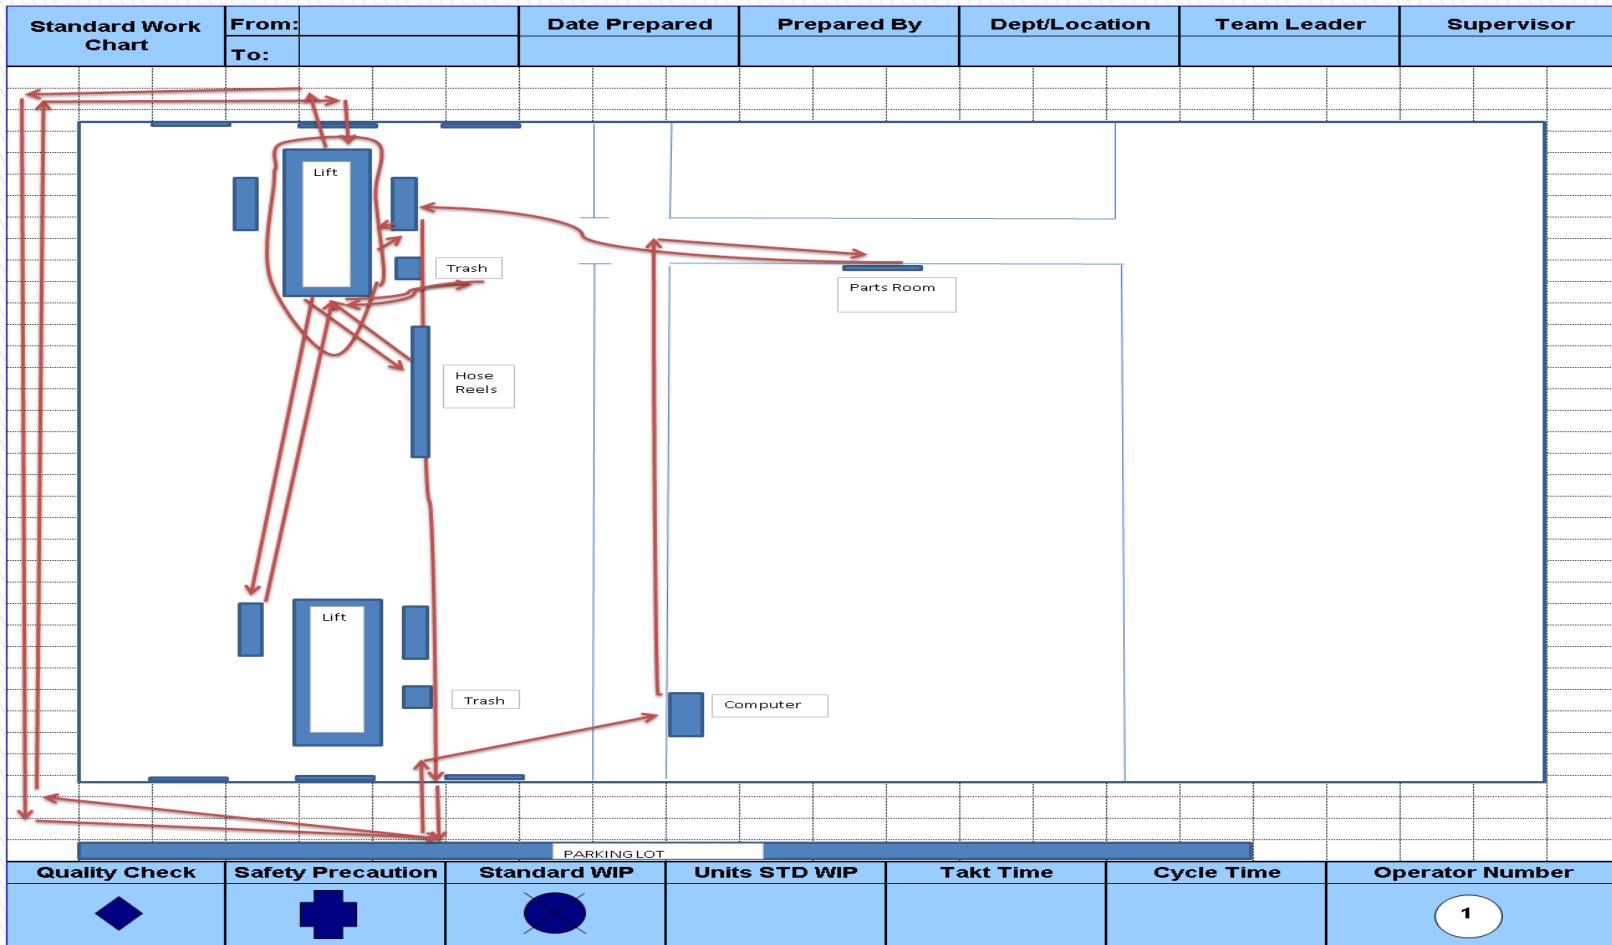 Standard Work
Chart
From:
To:
Date Prepared
Prepared By
Dept/Location
Team Leader
Supervisor
Lift
Trash
Parts Room
Hose
Reels
Lift
Trash
Computer
PARKING LOT
Quality Check
Safety Precaution
Standard WIP
Units STD WIP
Takt Time
Cycle Time
Operator Number
1